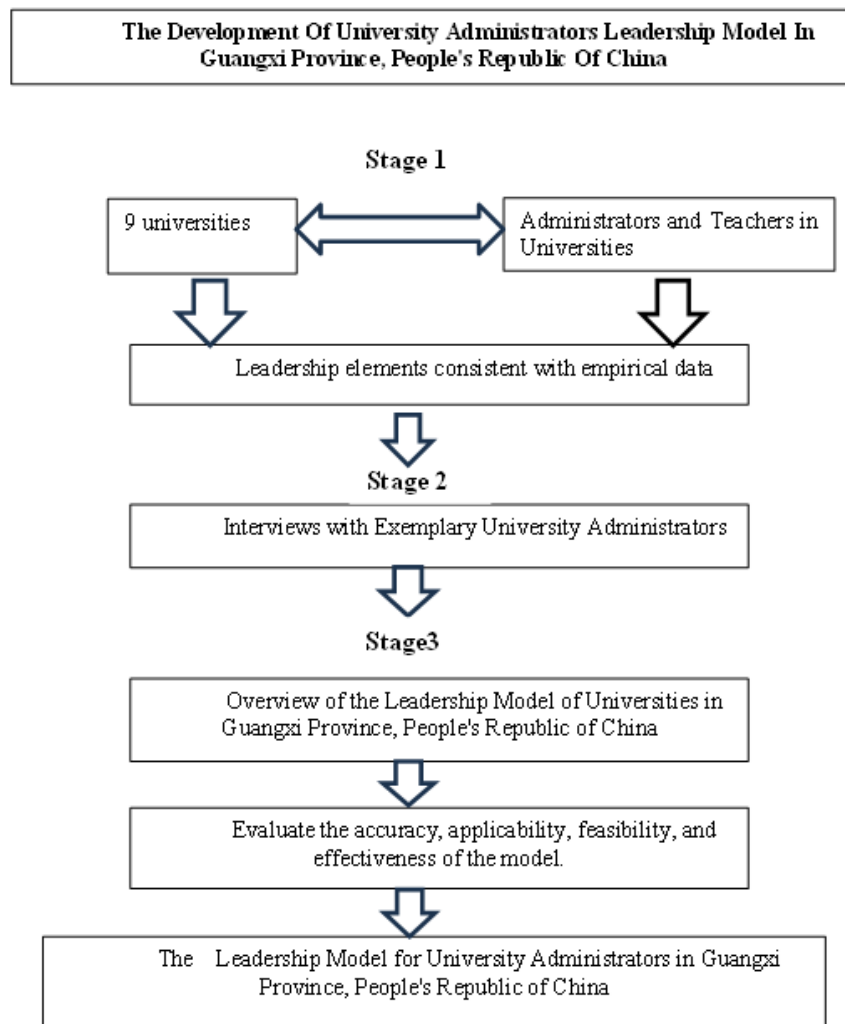 The Development Of University Administrators Leadership Model In
Guangxi Province, People's Republic Of China
Stage 1
9 universities
Administrators and Teachers in
Universities
Leadership elements consistent with empirical data
Stage 2
Interviews with Exemplary University Administrators
Stage3
Overview of the Leadership Model of Universities in
Guangxi Province, People's Republic of China
Evaluate the accuracy, applicability, feasibility, and
effectiveness of the model.
The Leadership Model for University Administrators in Guangxi
Province, People's Republic of China